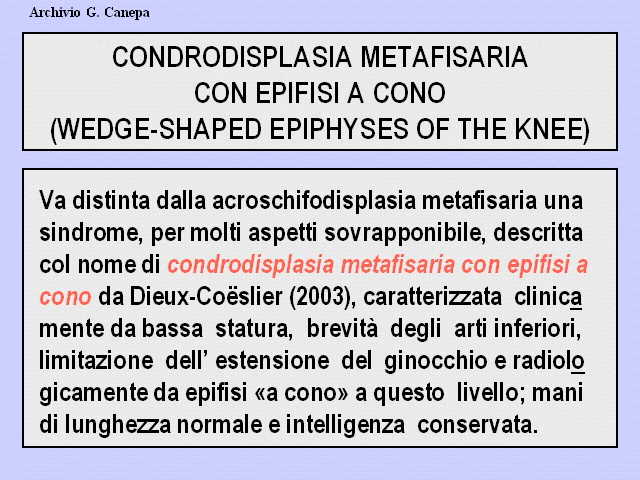 Archivio G. Canepa
CONDRODISPLASIA METAFISARIA
CON EPIFISI A CONO
(WEDGE-SHAPED EPIPHYSES OF THE KNEE)
Va distinta dalla acroschifodisplasia metafisaria una
sindrome, per molti aspetti sovrapponibile, descritta
col nome di condrodisplasia metafisaria con epifisi a
cono da Dieux-Coëslier (2003), caratterizzata clinica
mente da bassa statura, brevità degli arti inferiori,
limitazione dell’ estensione del ginocchio e radiolo
gicamente da epifisi «a cono» a questo livello; mani
di lunghezza normale e intelligenza conservata.